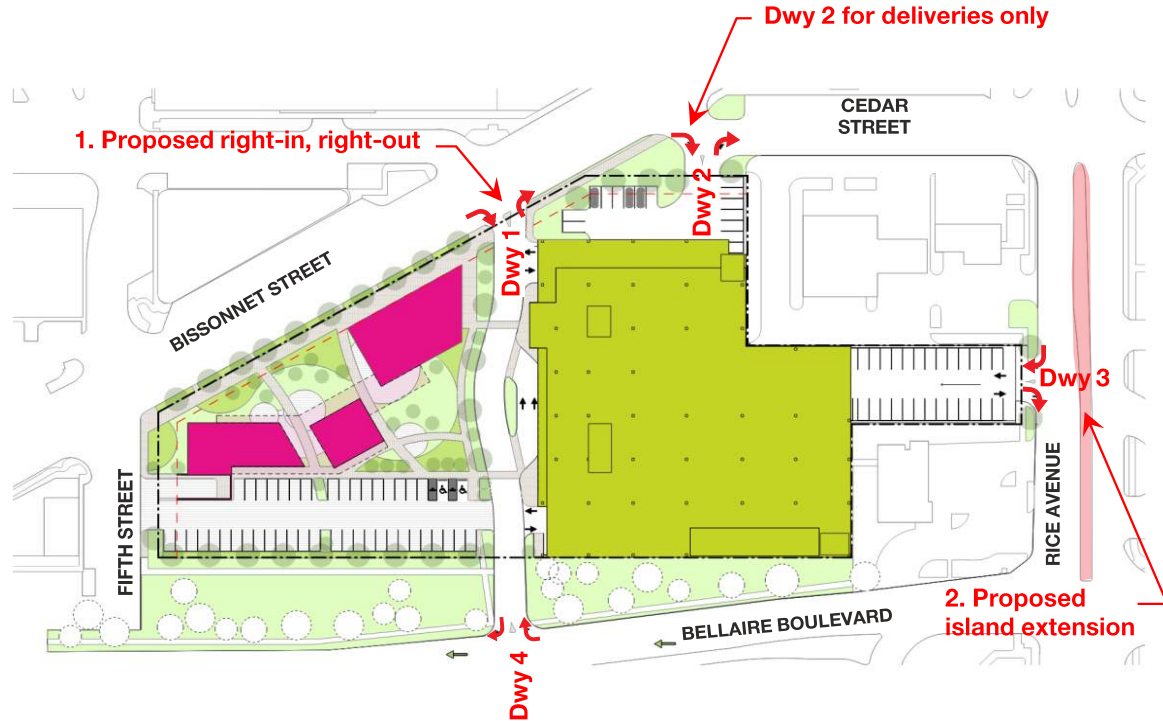 Dwy 2 for deliveries only
CEDAR
STREET
1. Proposed right-in, right-out
Dwy 2
Dwy 1
BISSONNET STREET
Dwy 3
FIFTH STREET
RICE AVENUE
2. Proposed
island extension
BELLAIRE BOULEVARD
Dwy 4